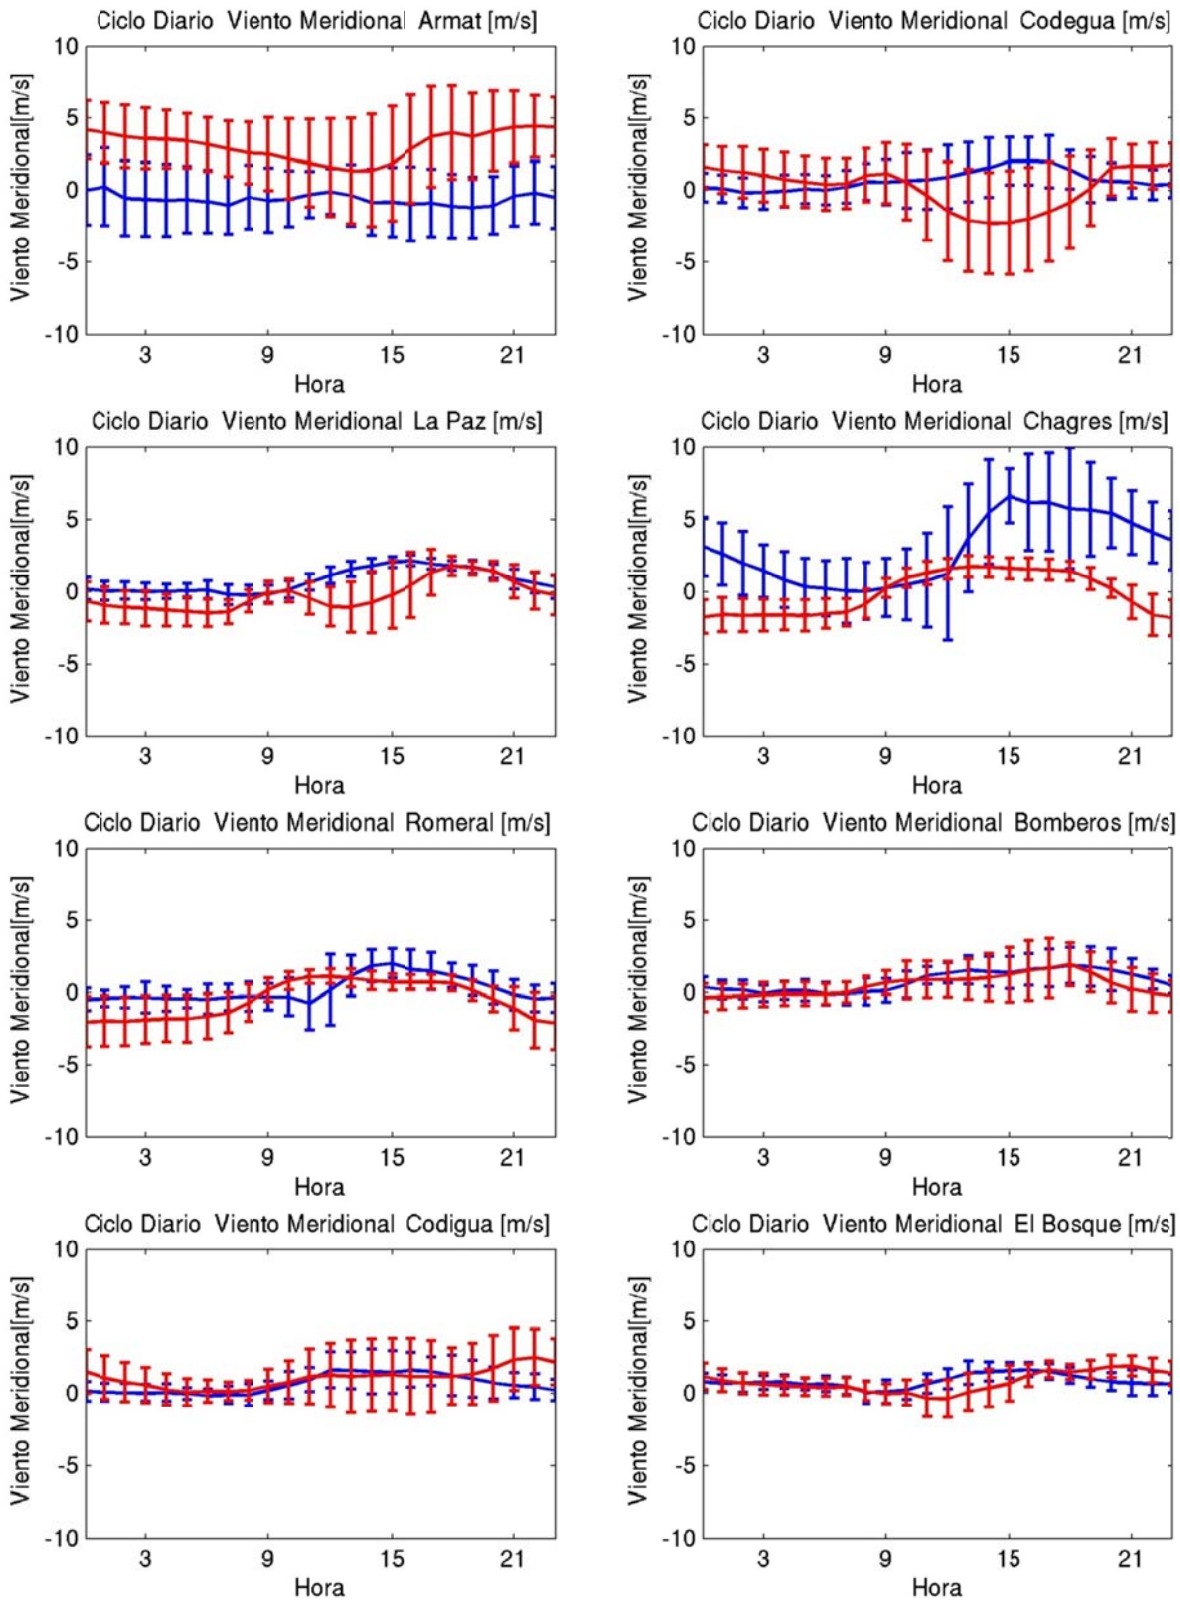 Ciclo Diario Viento Meridional Armat [m/s]
10
5
0
-5
-10
Viento Meridional[m/s]
3 9 15 21
Hora
Ciclo Diario Viento Meridional Codegua [m/s]
10
5
0
-5
-10
Viento Meridional[m/s]
3 9 15 21
Hora
Ciclo Diario Viento Meridional La Paz [m/s]
10
5
0
-5
-10
Viento Meridional[m/s]
3 9 15 21
Hora
Ciclo Diario Viento Meridional Chagres [m/s]
10
5
0
-5
-10
Viento Meridional[m/s]
3 9 15 21
Hora
Ciclo Diario Viento Meridional Romeral [m/s]
10
5
0
-5
-10
Viento Meridional[m/s]
3 9 15 21
Hora
Ciclo Diario Viento Meridional Bomberos [m/s]
10
5
0
-5
-10
Viento Meridional[m/s]
3 9 15 21
Hora
Ciclo Diario Viento Meridional Codigua [m/s]
10
5
0
-5
-10
Viento Meridional[m/s]
3 9 15 21
Hora
Ciclo Diario Viento Meridional El Bosque [m/s]
10
5
0
-5
-10
Viento Meridional[m/s]
3 9 15 21
Hora